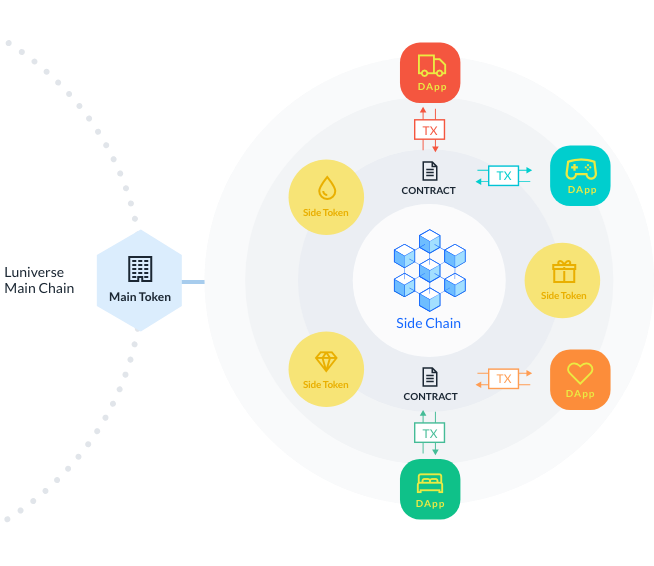 DApp
TX
CONTRACT
TX
DApp
Side Token
Luniverse
Main Chain
Main Token
Side Token
Side Chain
Side Token
CONTRACT
TX
DApp
TX
DApp